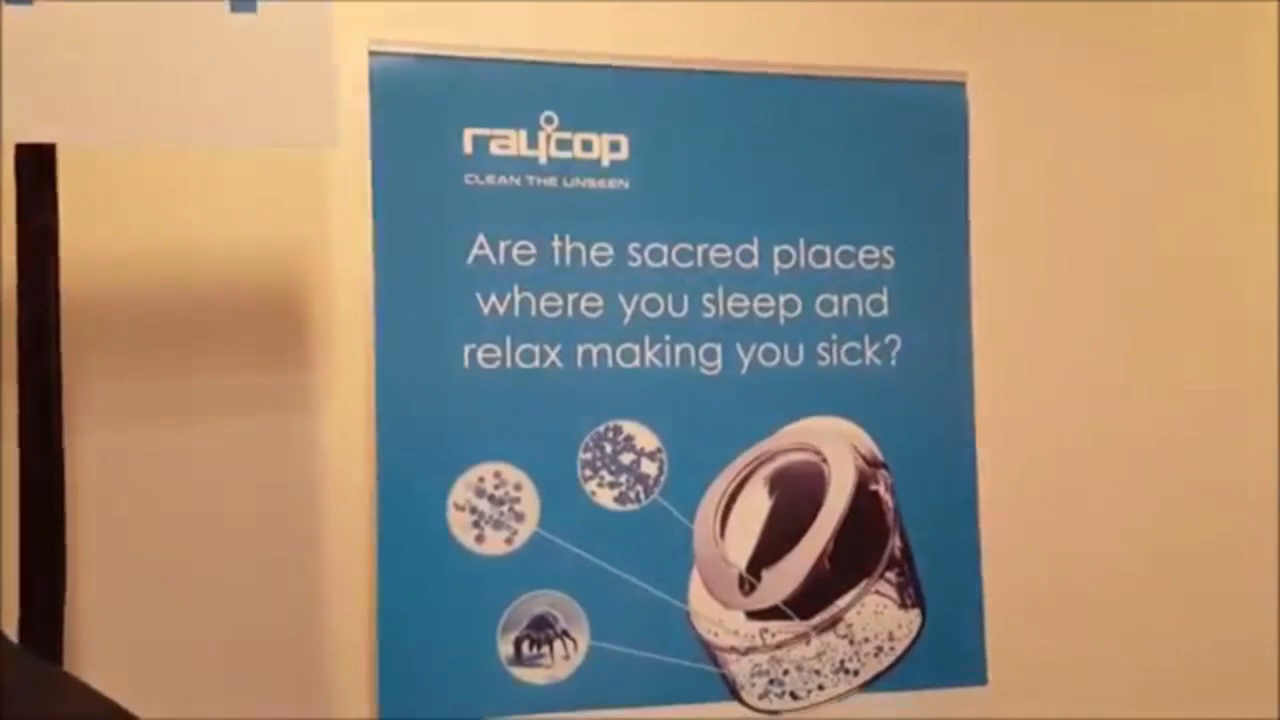 raycop
CLEAN THE UNSEEN
Are the sacred places
where you sleep and
relax making you sick?